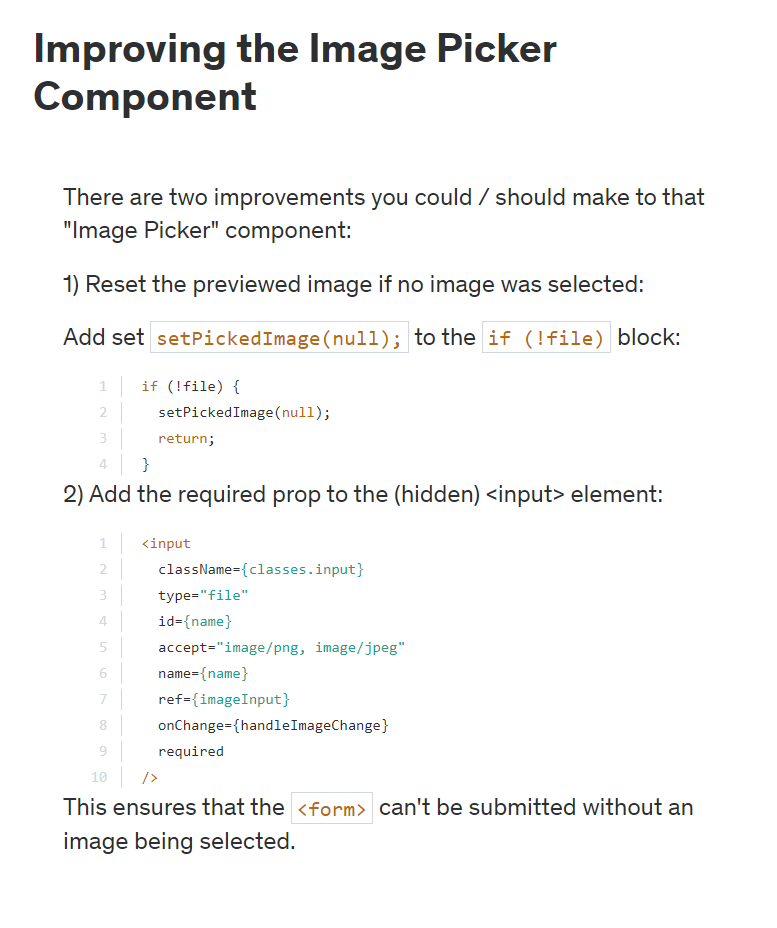 Improving the Image Picker
Component
There are two improvements you could / should make to that
"Image Picker" component:
1) Reset the previewed image if no image was selected:
Add set setPickedImage(null); to the if (!file) block:
1 if (!file) {
2 setPickedImage(null);
3 return;
4 }
2) Add the required prop to the (hidden) <input> element:
1 <input
2 className={classes.input}
3 type="file"
4 id={name}
5 accept="image/png, image/jpeg"
6 name={name}
7 ref={imageInput}
8 onChange={handleImageChange}
9 required
10 />
This ensures that the <form> can't be submitted without an
image being selected.